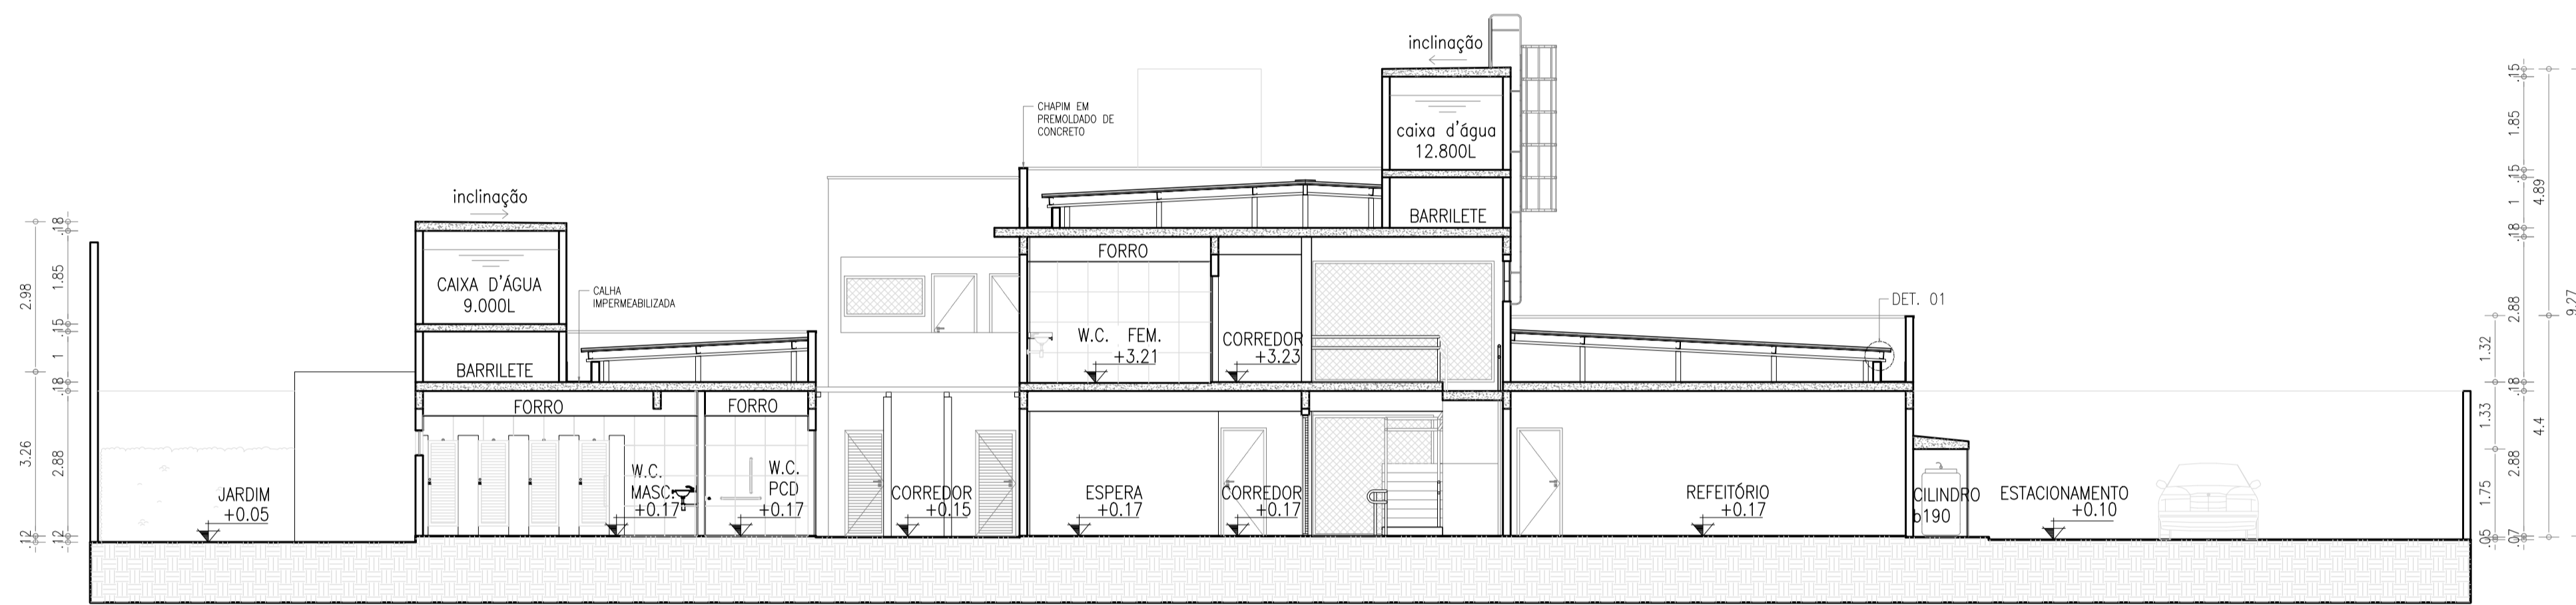 inclinação
CHAPIM EM
PREMOLDADO DE
CONCRETO
caixa d'água
12.800L
BARRILETE
inclinação
CAIXA D'ÁGUA
9.000L
BARRILETE
CALHA
IMPERMEABILIZADA
FORRO
W.C. FEM.
+3.21
CORREDOR
+3.23
DET. 01
FORRO
FORRO
JARDIM
+0.05
W.C.
MASC.
+0.17
W.C.
PCD
+0.17
CORREDOR
+0.15
ESPERA
+0.17
CORREDOR
+0.17
REFEITÓRIO
+0.17
CILINDRO
b190
ESTACIONAMENTO
+0.10
2.98
3.26
.12
.18
1.85
.15
1
.18
2.88
.12
1.32
.18
1.33
1.75
.05
.15
1.85
.15
1
.18
2.88
.18
2.88
.07
4.89
4.4
9.27